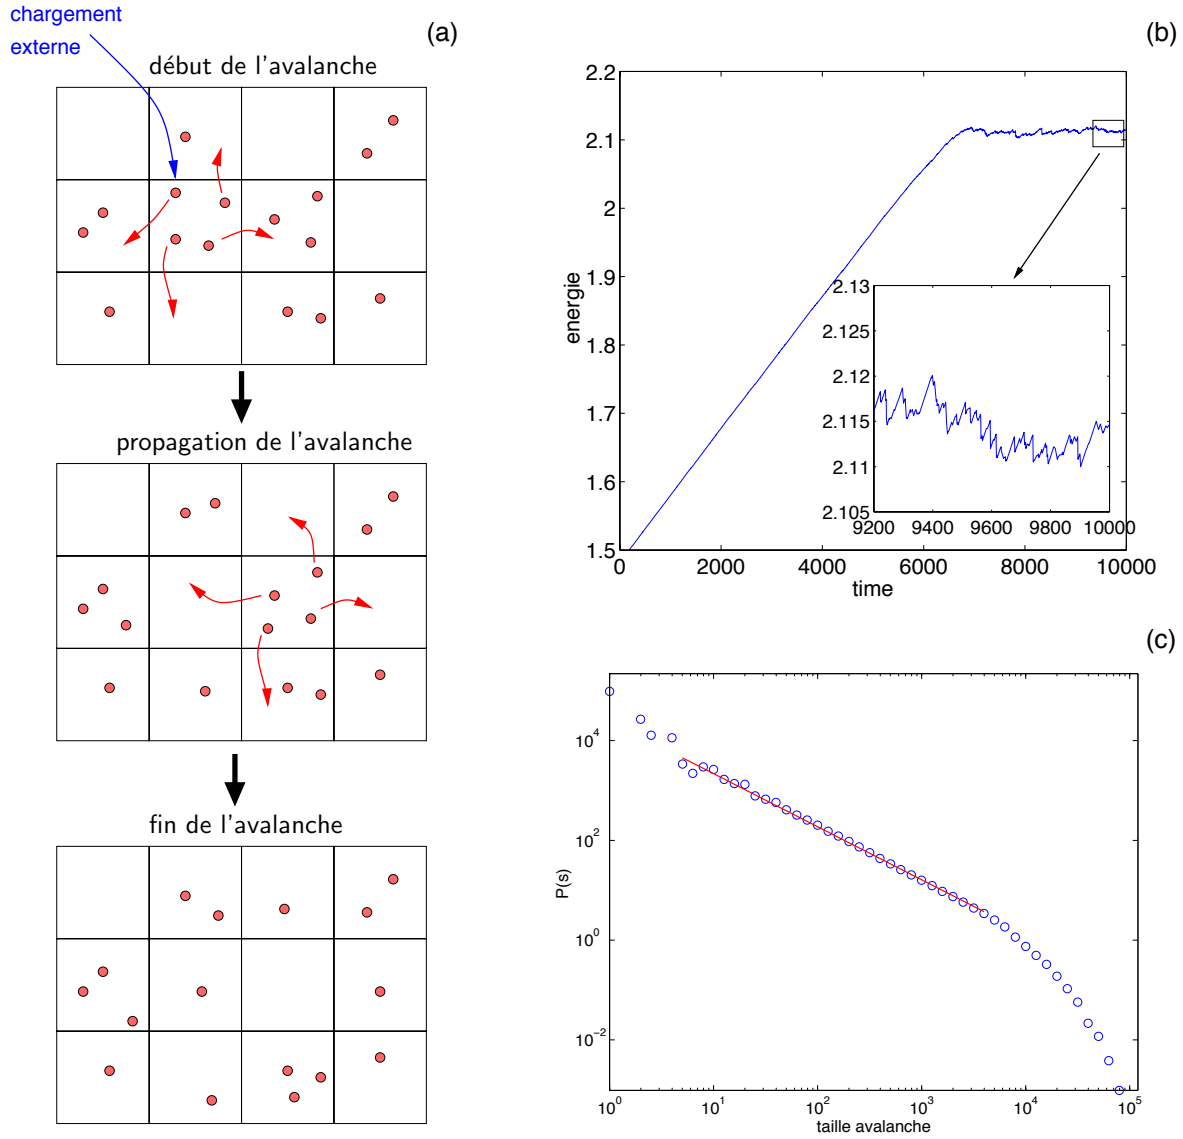 chargement
externe
(a)
début de l'avalanche
propagation de l'avalanche
fin de l'avalanche
(b)
2.2
2.1
2
1.9
1.8
1.7
1.6
1.5
energie
0
2000
4000
6000
8000
10000
time
2.13
2.125
2.12
2.115
2.11
2.105
9200
9400
9600
9800
10000
(c)
10^4
10^2
10^0
10^-2
P(s)
10^0
10^1
10^2
10^3
10^4
10^5
taille avalanche